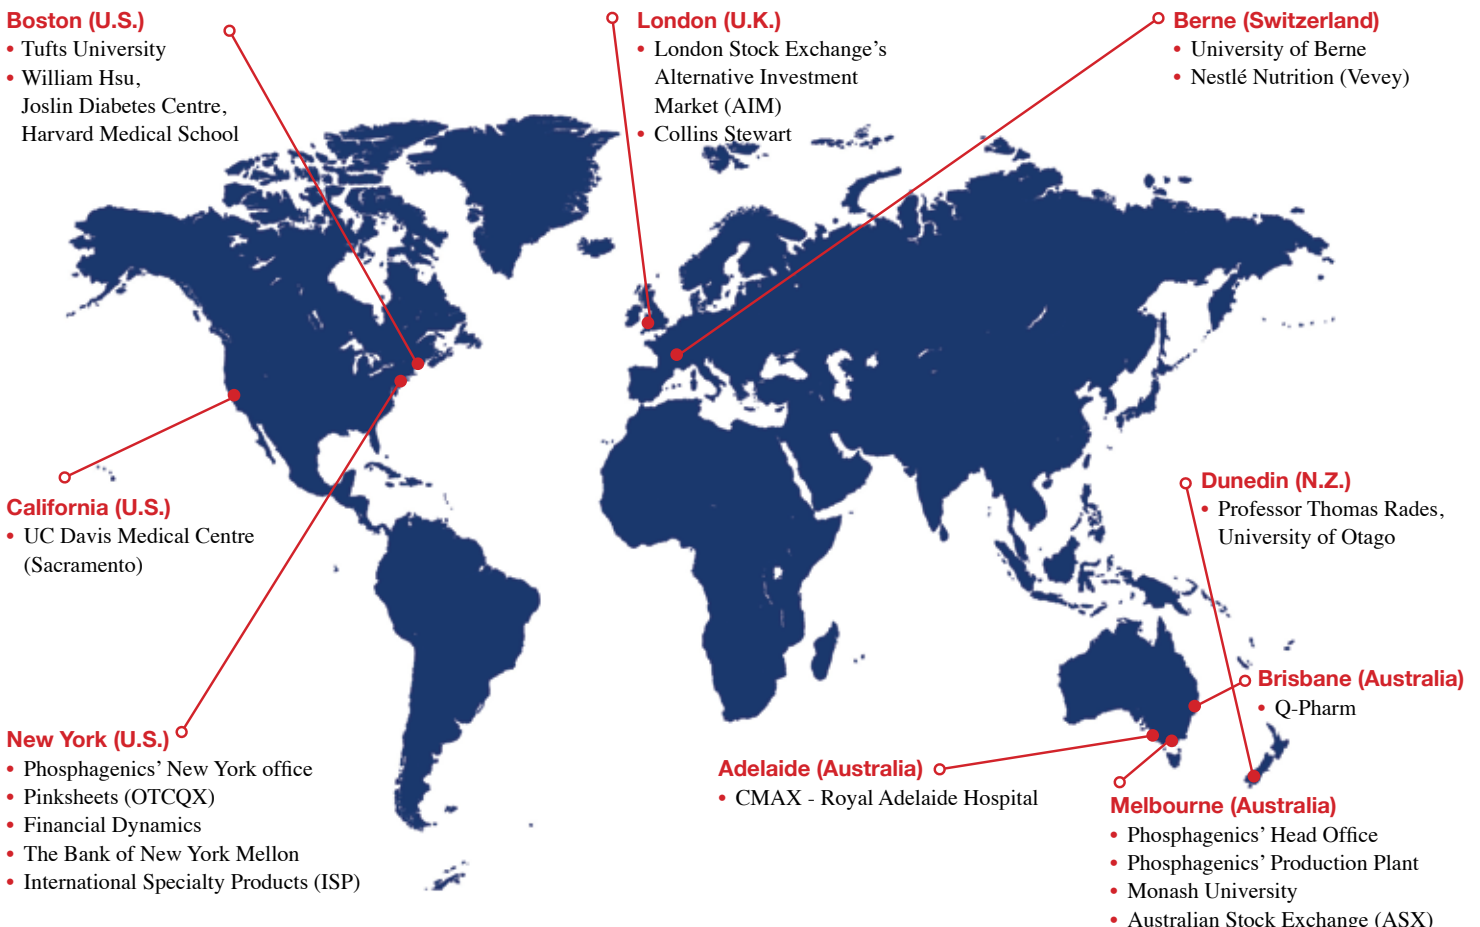 Boston (U.S.)
• Tufts University
• William Hsu,
Joslin Diabetes Centre,
Harvard Medical School
London (U.K.)
• London Stock Exchange’s
Alternative Investment
Market (AIM)
• Collins Stewart
Berne (Switzerland)
• University of Berne
• Nestlé Nutrition (Vevey)
California (U.S.)
• UC Davis Medical Centre
(Sacramento)
Dunedin (N.Z.)
• Professor Thomas Rades,
University of Otago
Brisbane (Australia)
• Q-Pharm
New York (U.S.)
• Phosphagenics’ New York office
• Pinksheets (OTCQX)
• Financial Dynamics
• The Bank of New York Mellon
• International Specialty Products (ISP)
Adelaide (Australia)
• CMAX - Royal Adelaide Hospital
Melbourne (Australia)
• Phosphagenics’ Head Office
• Phosphagenics’ Production Plant
• Monash University
• Australian Stock Exchange (ASX)